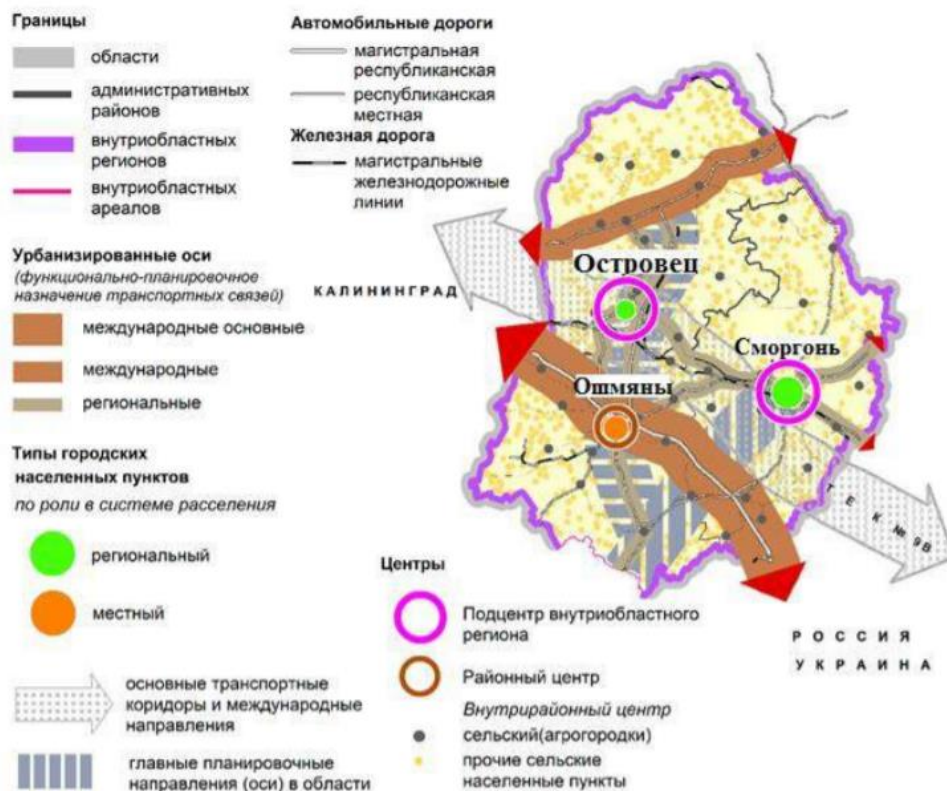 Границы
области
административных
районов
внутриобластных
регионов
внутриобластных
ареалов
Автомобильные дороги
магистральная
республиканская
республиканская
местная
Железная дорога
магистральные
железнодорожные
линии
Урбанизированные оси
(функционально-планировочное
назначение транспортных связей)
международные основные
международные
региональные
Типы городских
населенных пунктов
по роли в системе расселения
региональный
местный
основные транспортные
коридоры и международные
направления
главные планировочные
направления (оси) в области
Центры
Подцентр внутриобластного
региона
Районный центр
Внутрирайонный центр
сельский(агрогородки)
прочие сельские
населенные пункты
КАЛИНИНГРАД
Островец
Сморгонь
Ошмяны
ТЕК № 9В
РОССИЯ
УКРАИНА